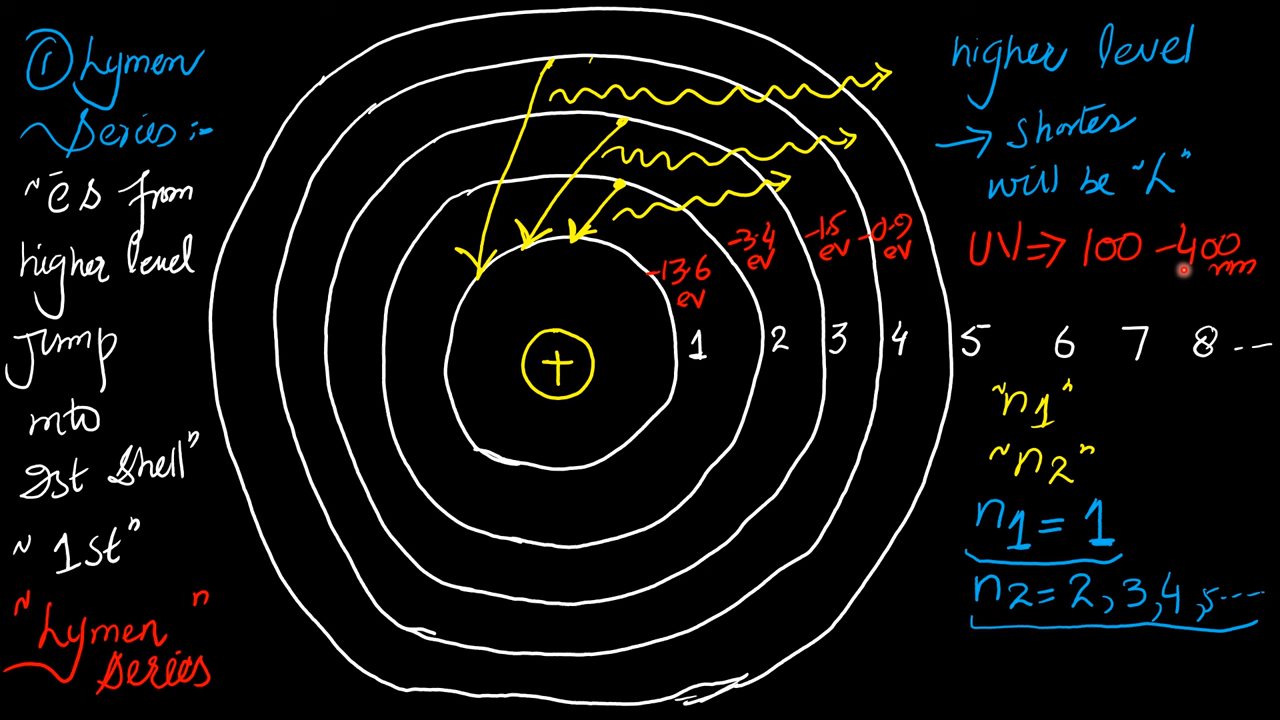 ① Lymen
Series:-
"ēs from
higher level
Jump
into
1st Shell"
"1st"
"Lymen"
Series
-13.6
ev
-3.4
ev
-1.5
ev
-0.9
ev
+
1 2 3 4 5 6 7 8 --
higher level
→ Shortes
will be "λ"
UV ⇒ 100 - 400
nm
"n1"
"n2"
n1 = 1
n2 = 2, 3, 4, 5 ----